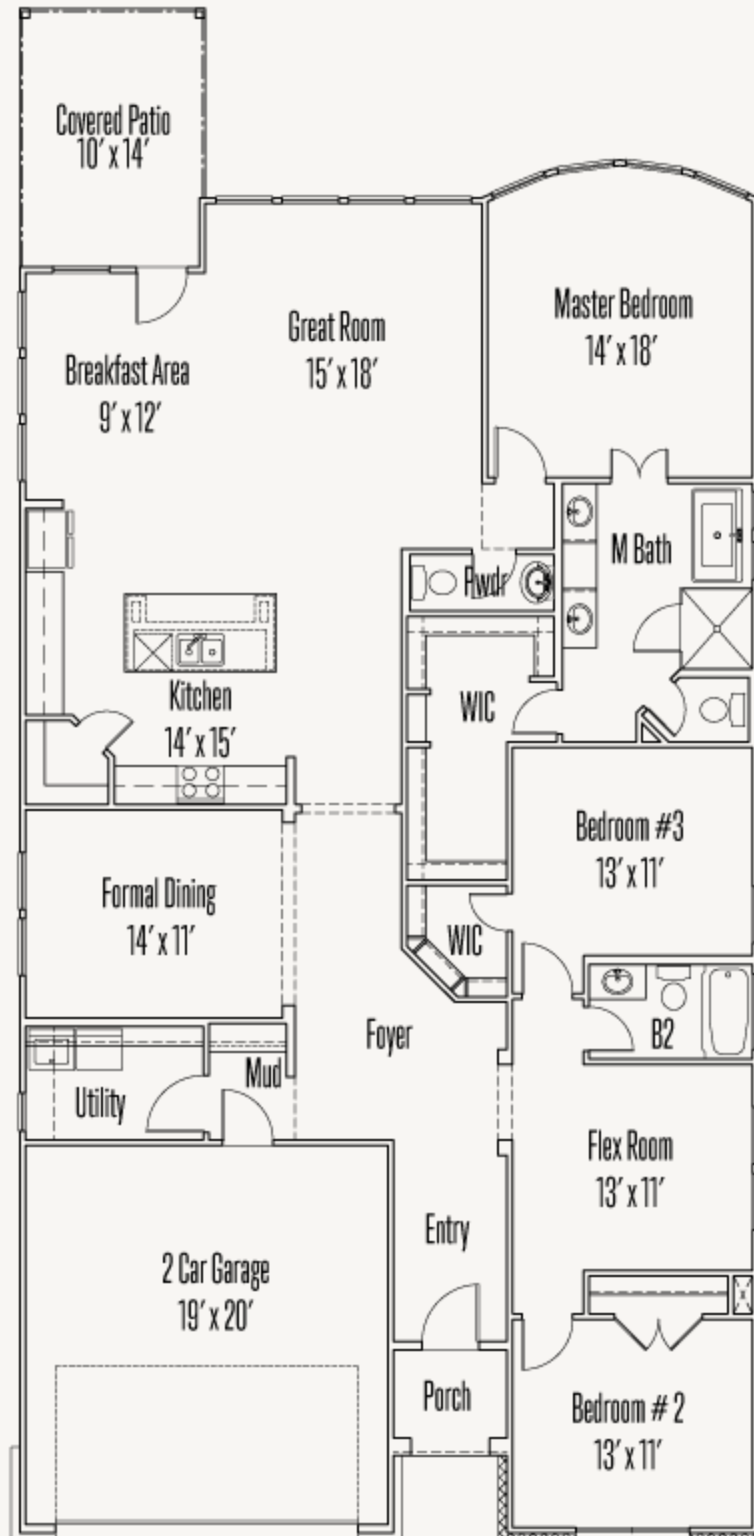 Covered Patio
10' x 14'
Great Room
15' x 18'
Master Bedroom
14' x 18'
Breakfast Area
9' x 12'
M Bath
Pwdr
Kitchen
14' x 15'
WIC
Bedroom #3
13' x 11'
Formal Dining
14' x 11'
WIC
Foyer
B2
Mud
Utility
Flex Room
13' x 11'
Entry
2 Car Garage
19' x 20'
Porch
Bedroom # 2
13' x 11'